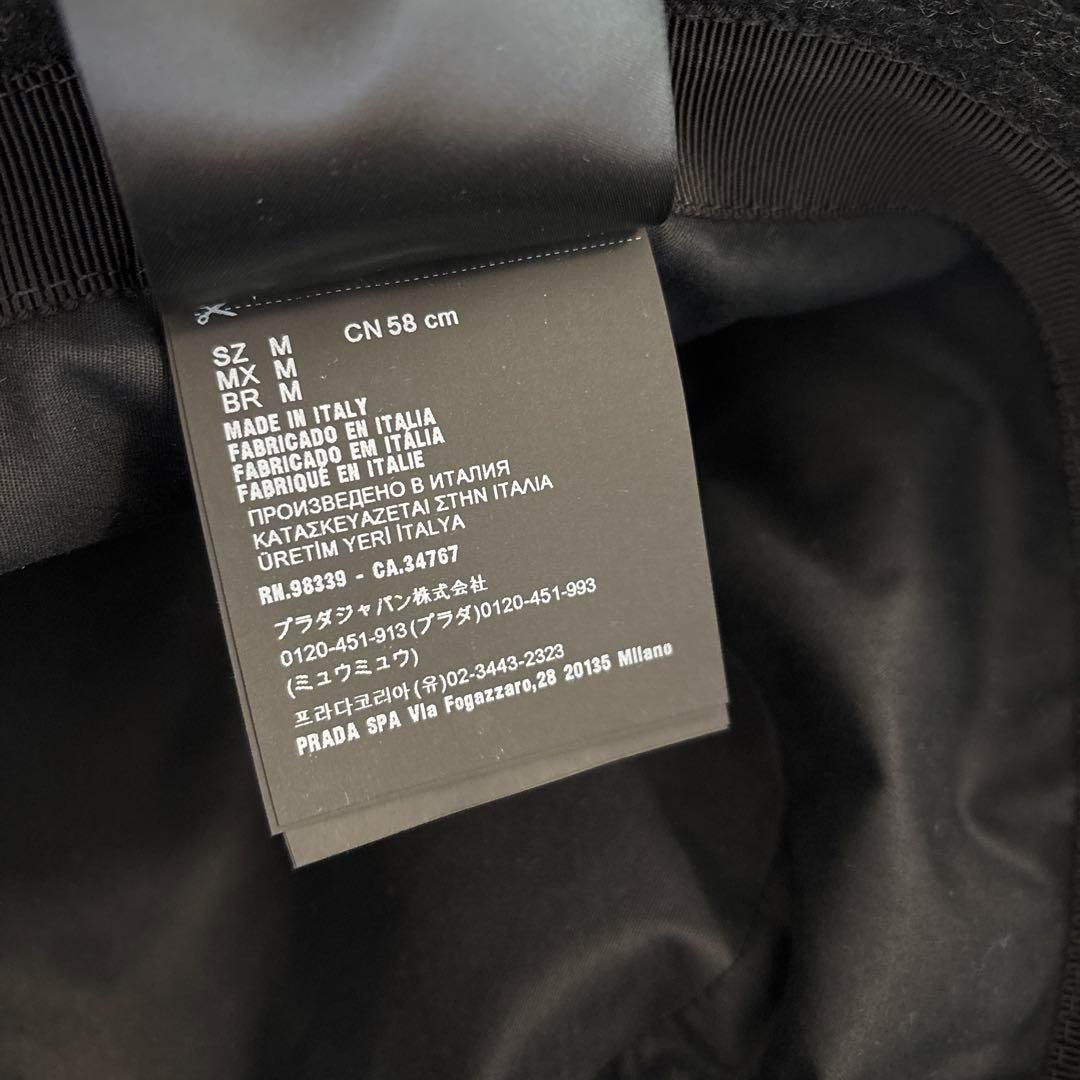 SZ M CN 58 cm
MX M
BR M
MADE IN ITALY
FABRICADO EN ITALIA
FABRICADO EM ITÁLIA
FABRIQUÉ EN ITALIE
ПРОИЗВЕДЕНО В ИТАЛИЯ
ΚΑΤΑΣΚΕΥΑΖΕΤΑΙ ΣΤΗΝ ΙΤΑΛΙΑ
ÜRETİM YERİ İTALYA
RN.98339 - CA.34767
プラダジャパン株式会社
0120-451-913(プラダ)0120-451-993
(ミュウミュウ)
프라다코리아(유)02-3443-2323
PRADA SPA Via Fogazzaro,28 20135 Milano